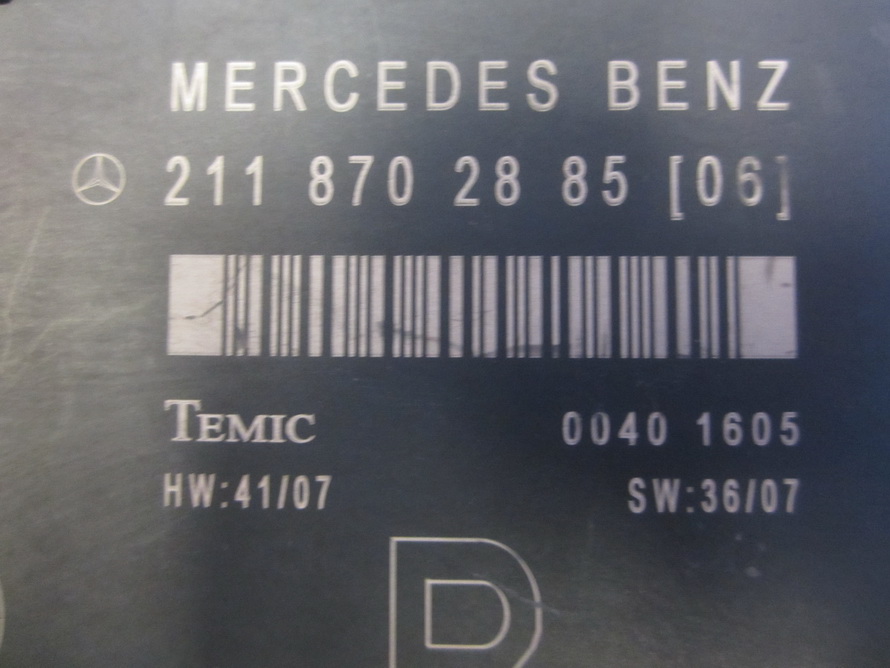 MERCEDES BENZ
211 870 28 85 [06]
TEMIC 0040 1605
HW:41/07 SW:36/07
D